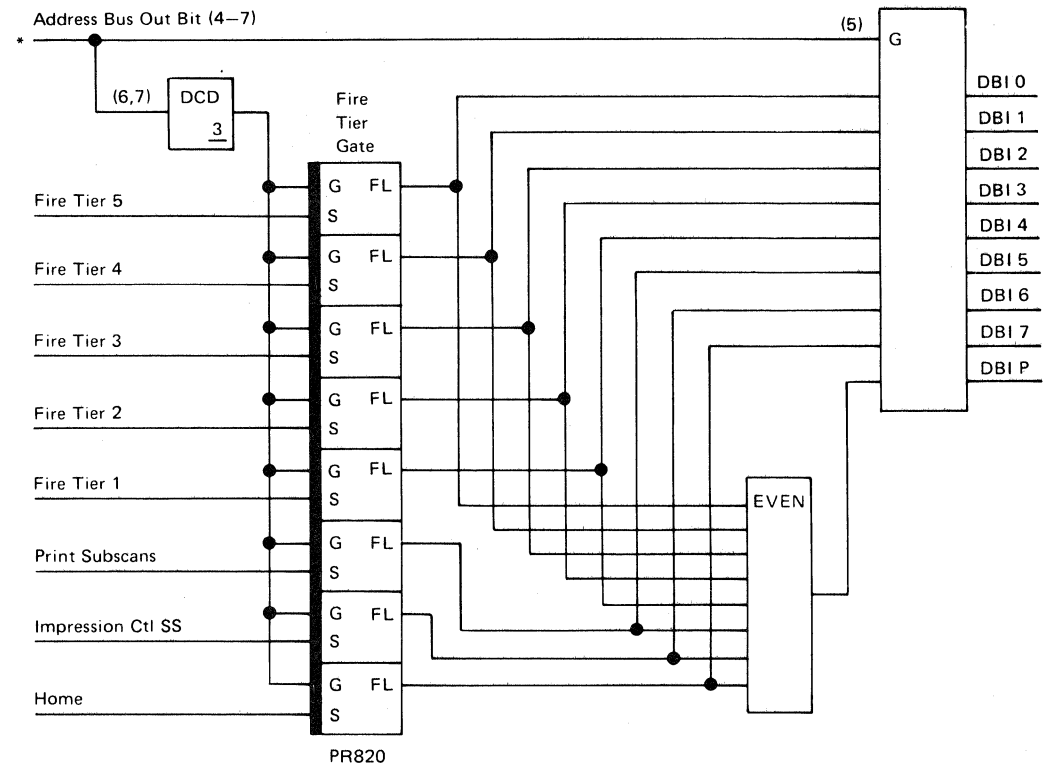 Address Bus Out Bit (4–7)
*
(5)
G
(6,7)
DCD
3
Fire
Tier
Gate
DBI 0
DBI 1
DBI 2
DBI 3
DBI 4
DBI 5
DBI 6
DBI 7
DBI P
Fire Tier 5
G FL
S
Fire Tier 4
G FL
S
Fire Tier 3
G FL
S
Fire Tier 2
G FL
S
Fire Tier 1
G FL
S
Print Subscans
G FL
S
Impression Ctl SS
G FL
S
Home
G FL
S
EVEN
PR820